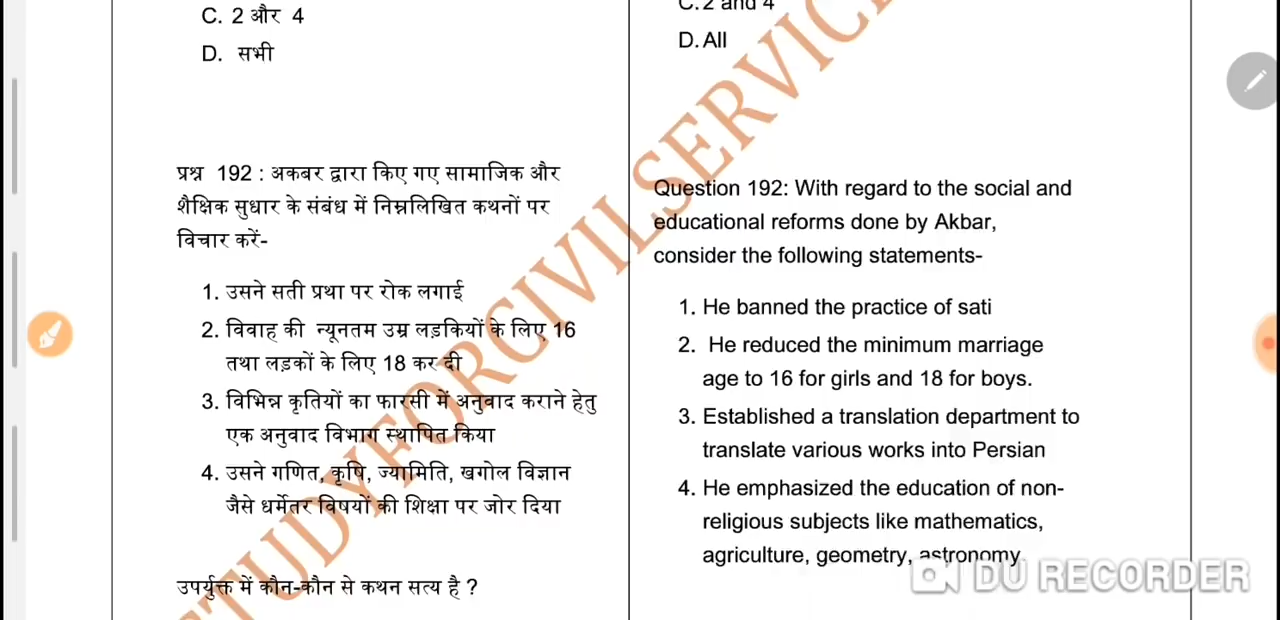 C. 2 और 4
D. सभी
प्रश्न 192 : अकबर द्वारा किए गए सामाजिक और
शैक्षिक सुधार के संबंध में निम्नलिखित कथनों पर
विचार करें-
1. उसने सती प्रथा पर रोक लगाई
2. विवाह की न्यूनतम उम्र लड़कियों के लिए 16
तथा लड़कों के लिए 18 कर दी
3. विभिन्न कृतियों का फारसी में अनुवाद कराने हेतु
एक अनुवाद विभाग स्थापित किया
4. उसने गणित, कृषि, ज्यामिति, खगोल विज्ञान
जैसे धर्मेतर विषयों की शिक्षा पर जोर दिया
उपर्युक्त में कौन-कौन से कथन सत्य है ?
C. 2 and 4
D. All
Question 192: With regard to the social and
educational reforms done by Akbar,
consider the following statements-
1. He banned the practice of sati
2. He reduced the minimum marriage
age to 16 for girls and 18 for boys.
3. Established a translation department to
translate various works into Persian
4. He emphasized the education of non-
religious subjects like mathematics,
agriculture, geometry, astronomy
STUDYFORCIVILSERVIC
DU RECORDER